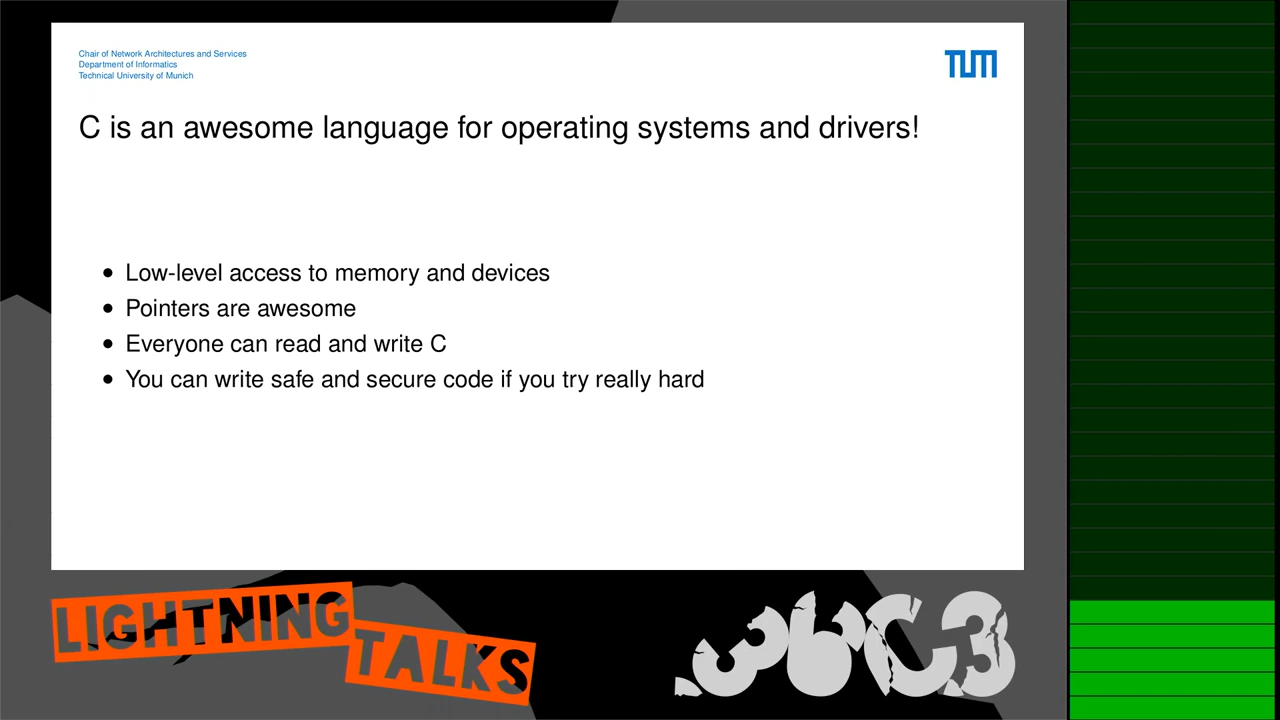 Chair of Network Architectures and Services
Department of Informatics
Technical University of Munich
TUM
C is an awesome language for operating systems and drivers!
Low-level access to memory and devices
Pointers are awesome
Everyone can read and write C
You can write safe and secure code if you try really hard
LIGHTNING
TALKS
36C3